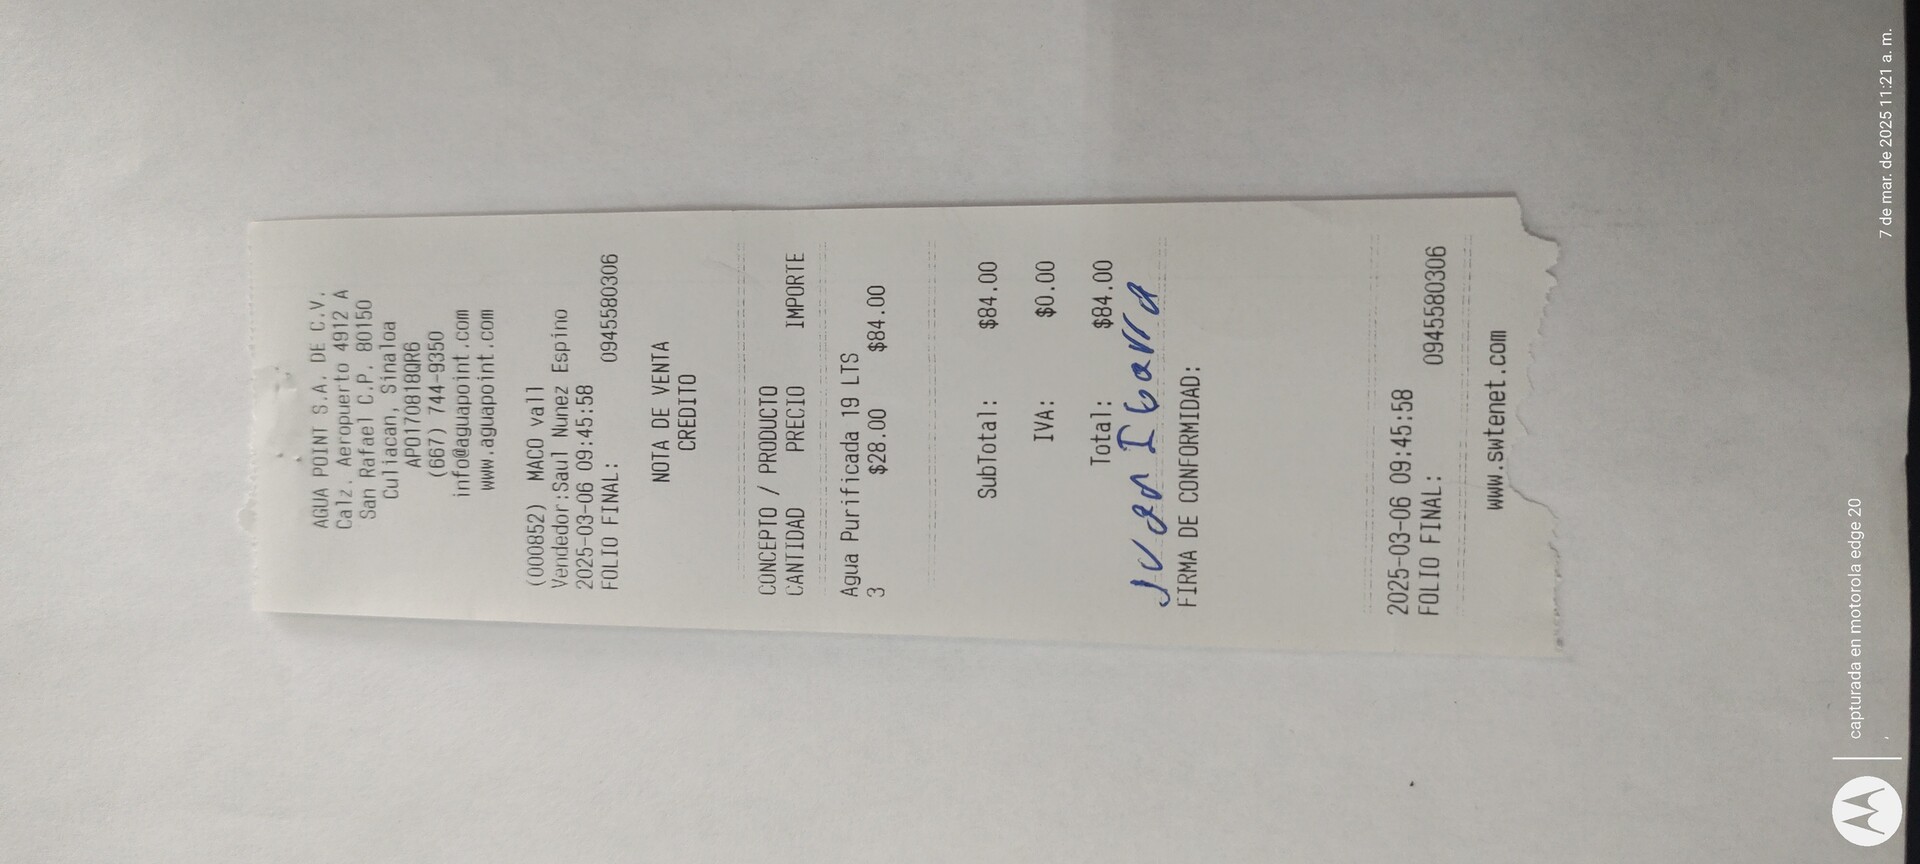 AGUA POINT S.A. DE C.V.
Calz. Aeropuerto 4912 A
San Rafael C.P. 80150
Culiacan, Sinaloa
APO170818QR6
(667) 744-9350
info@aguapoint.com
www.aguapoint.com
(000852) MACO vall
Vendedor:Saul Nunez Espino
2025-03-06 09:45:58
FOLIO FINAL: 0945580306
NOTA DE VENTA
CREDITO
CONCEPTO / PRODUCTO
CANTIDAD PRECIO IMPORTE
Agua Purificada 19 LTS
3 $28.00 $84.00
SubTotal: $84.00
IVA: $0.00
Total: $84.00
Juan Ibarra
FIRMA DE CONFORMIDAD:
2025-03-06 09:45:58
FOLIO FINAL: 0945580306
www.swtenet.com
capturada en motorola edge 20
7 de mar. de 2025 11:21 a. m.